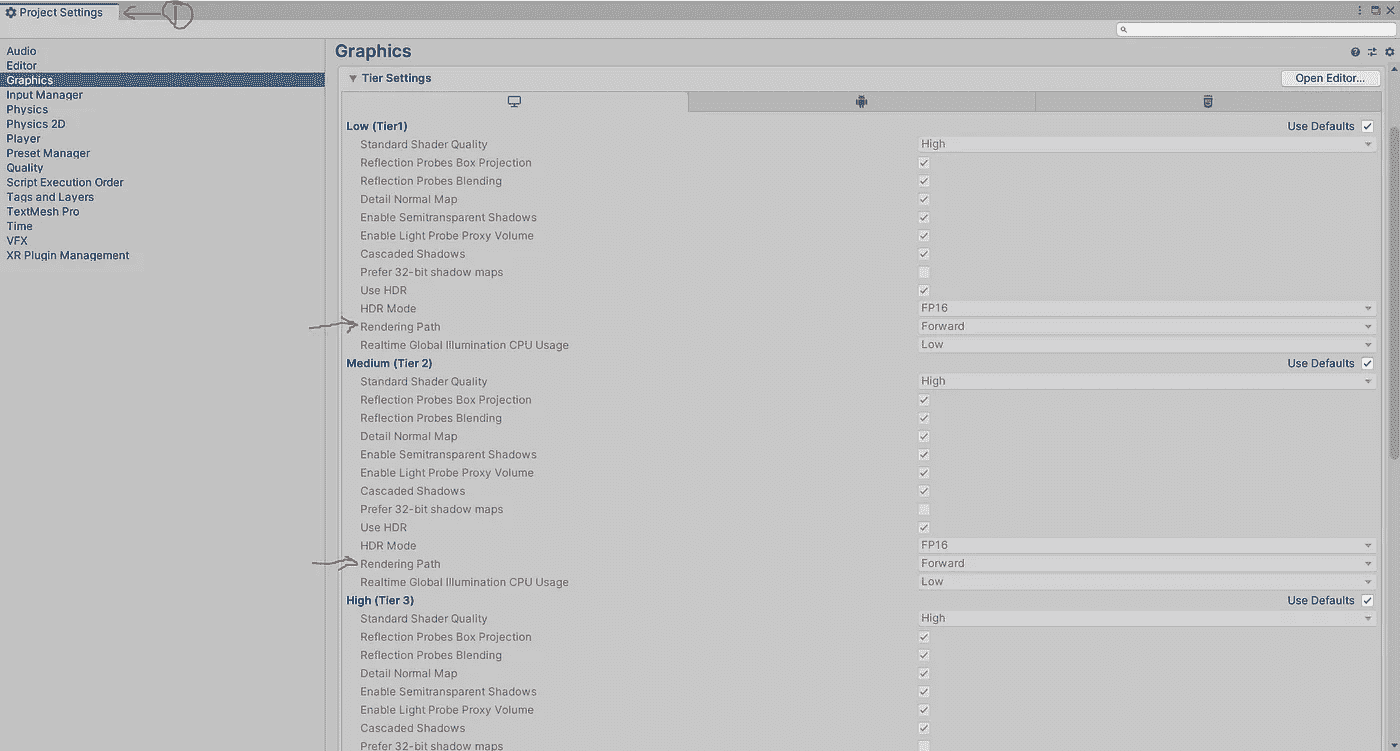 Project Settings
1
Audio
Editor
Graphics
Input Manager
Physics
Physics 2D
Player
Preset Manager
Quality
Script Execution Order
Tags and Layers
TextMesh Pro
Time
VFX
XR Plugin Management
Graphics
Tier Settings Open Editor...
Low (Tier1) Use Defaults
Standard Shader Quality High
Reflection Probes Box Projection
Reflection Probes Blending
Detail Normal Map
Enable Semitransparent Shadows
Enable Light Probe Proxy Volume
Cascaded Shadows
Prefer 32-bit shadow maps
Use HDR
HDR Mode FP16
Rendering Path Forward
Realtime Global Illumination CPU Usage Low
Medium (Tier 2) Use Defaults
Standard Shader Quality High
Reflection Probes Box Projection
Reflection Probes Blending
Detail Normal Map
Enable Semitransparent Shadows
Enable Light Probe Proxy Volume
Cascaded Shadows
Prefer 32-bit shadow maps
Use HDR
HDR Mode FP16
Rendering Path Forward
Realtime Global Illumination CPU Usage Low
High (Tier 3) Use Defaults
Standard Shader Quality High
Reflection Probes Box Projection
Reflection Probes Blending
Detail Normal Map
Enable Semitransparent Shadows
Enable Light Probe Proxy Volume
Cascaded Shadows
Prefer 32-bit shadow maps